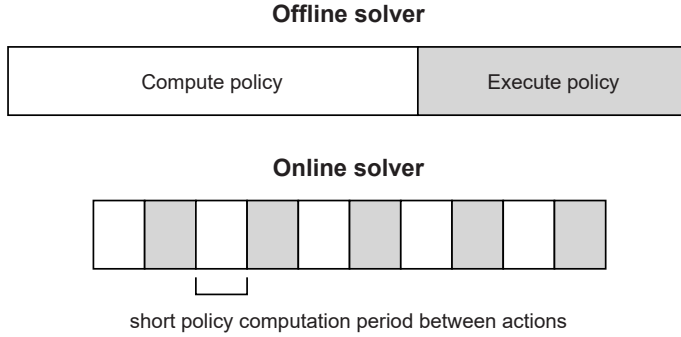 Offline solver
Compute policy Execute policy
Online solver
short policy computation period between actions